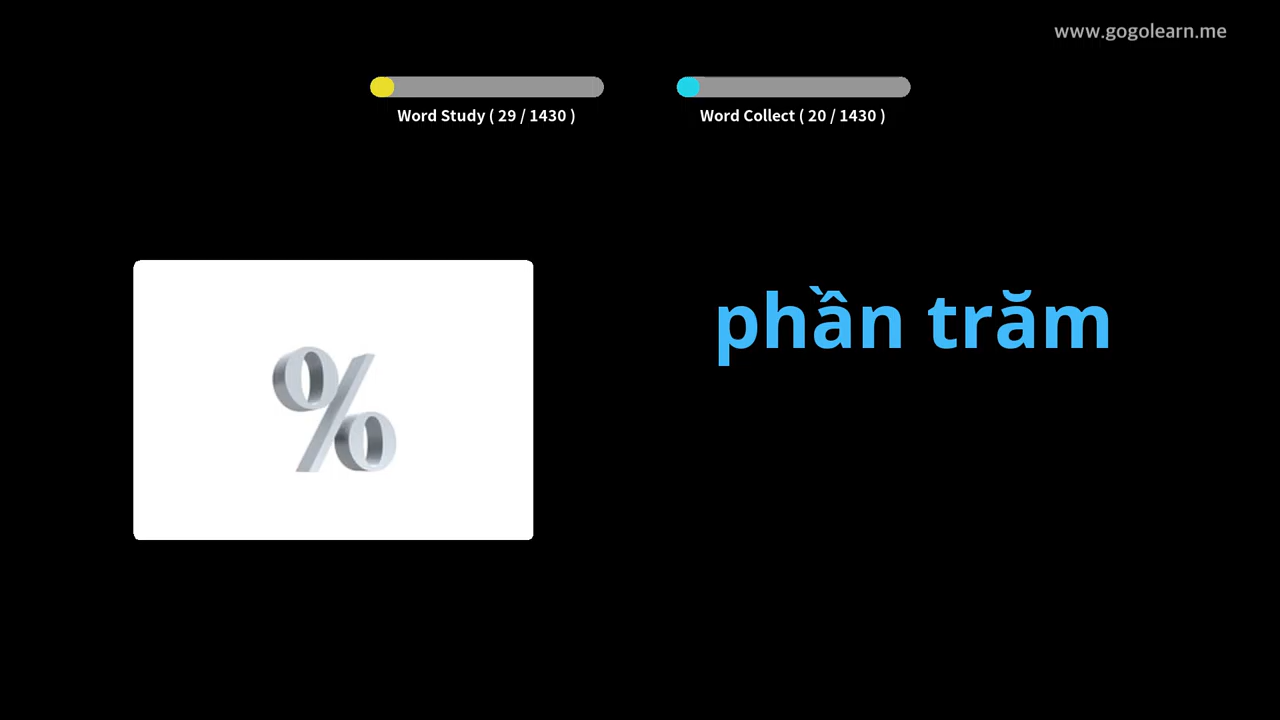 www.gogolearn.me
Word Study ( 29 / 1430 )
Word Collect ( 20 / 1430 )
phần trăm
%